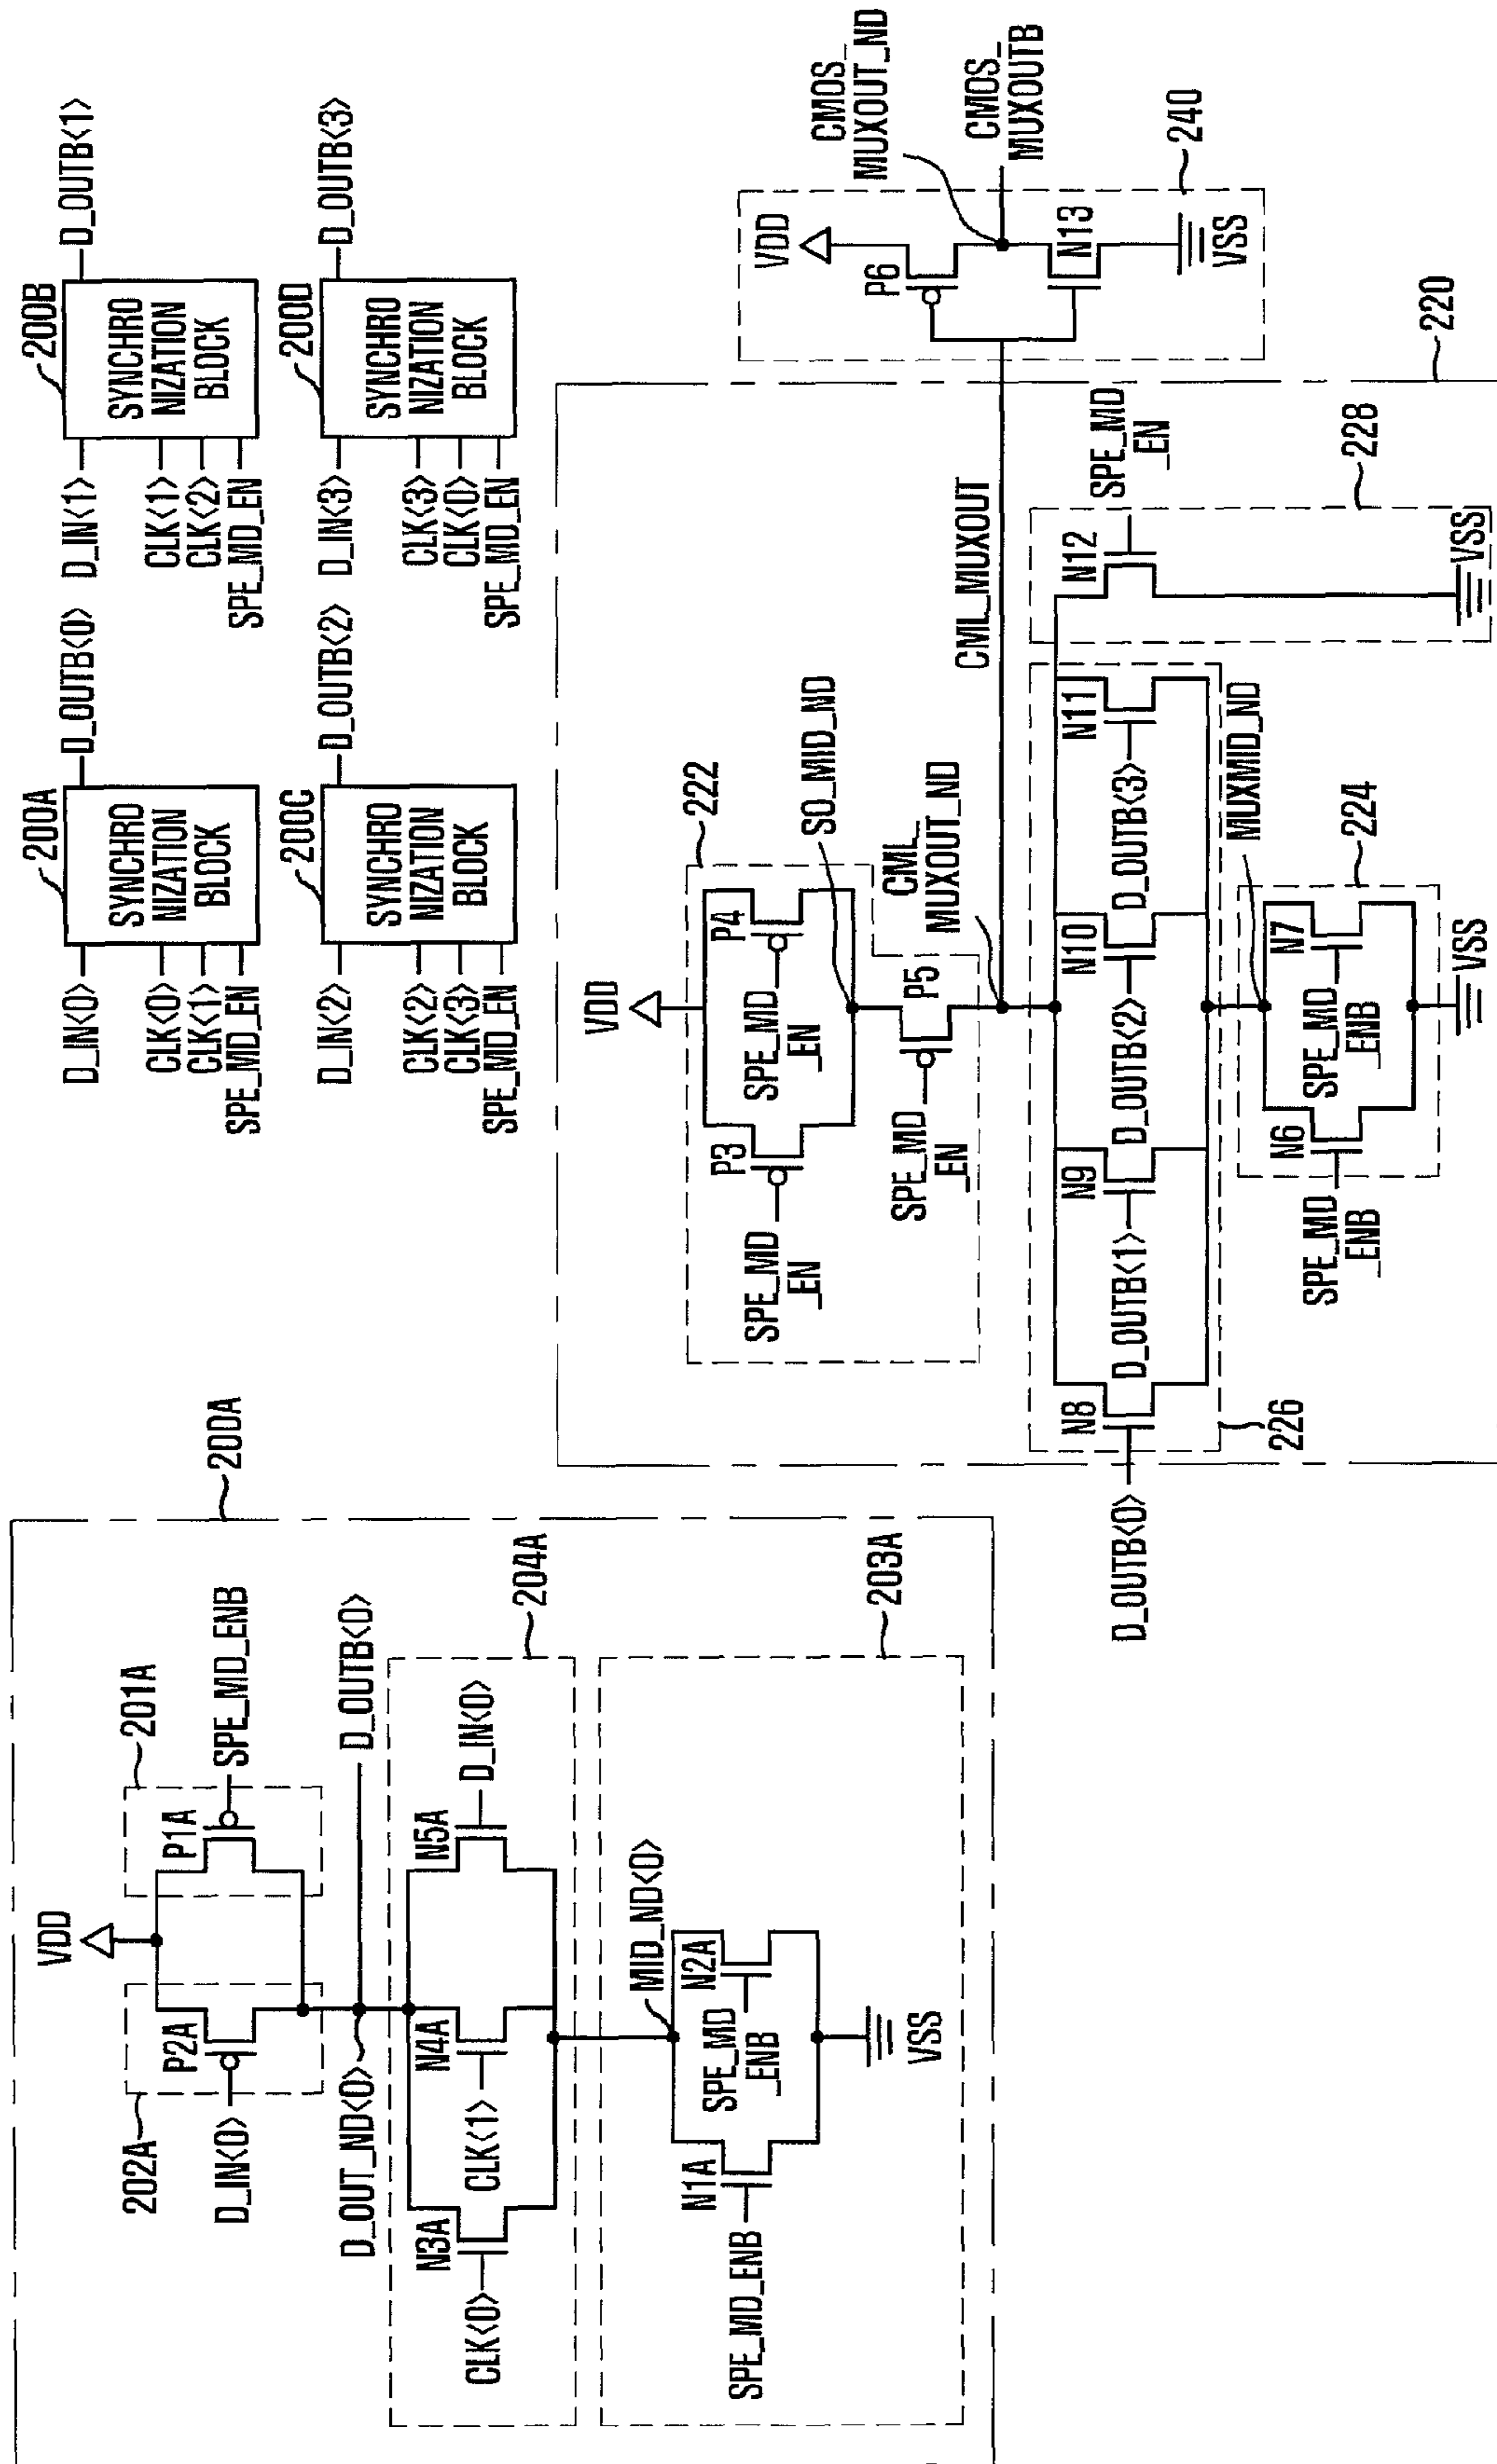 200A
VDD
202A
201A
P2A
P1A
D_IN<0>
SPE_MD_ENB
D_OUT_ND<0>
D_OUTB<0>
204A
N3A
N4A
N5A
CLK<0>
CLK<1>
D_IN<0>
203A
MID_ND<0>
N1A
N2A
SPE_MD_ENB
SPE_MD
_ENB
VSS
200A
D_IN<0>
D_OUTB<0>
SYNCHRO
NIZATION
BLOCK
CLK<0>
CLK<1>
SPE_MD_EN
200B
D_IN<1>
D_OUTB<1>
SYNCHRO
NIZATION
BLOCK
CLK<1>
CLK<2>
SPE_MD_EN
200C
D_IN<2>
D_OUTB<2>
SYNCHRO
NIZATION
BLOCK
CLK<2>
CLK<3>
SPE_MD_EN
200D
D_IN<3>
D_OUTB<3>
SYNCHRO
NIZATION
BLOCK
CLK<3>
CLK<0>
SPE_MD_EN
VDD
222
P3
P4
SPE_MD
_EN
SPE_MD
_EN
SO_MID_ND
P5
SPE_MD
_EN
CML_
MUXOUT_ND
CML_MUXOUT
N8
N9
N10
N11
D_OUTB<0>
D_OUTB<1>
D_OUTB<2>
D_OUTB<3>
226
N12
SPE_MD
_EN
228
VSS
MUXMID_ND
224
N6
N7
SPE_MD
_ENB
SPE_MD
_ENB
VSS
220
VDD
P6
N13
VSS
CMOS_
MUXOUT_ND
CMOS_
MUXOUTB
240